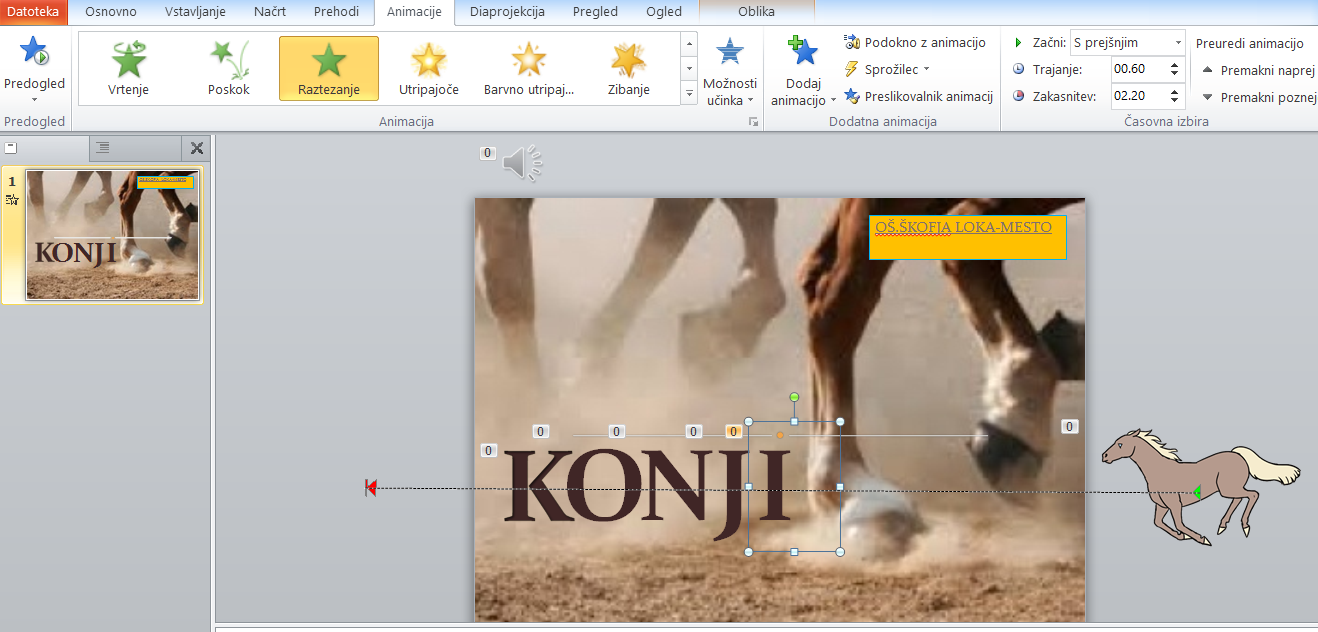 Datoteka Osnovno Vstavljanje Načrt Prehodi Animacije Diaprojekcija Pregled Ogled Oblika
Predogled
Predogled
Vrtenje Poskok Raztezanje Utripajoče Barvno utripaj... Zibanje
Animacija
Možnosti
učinka
Dodaj
animacijo
Podokno z animacijo
Sprožilec
Preslikovalnik animacij
Dodatna animacija
Začni: S prejšnjim
Trajanje: 00.60
Zakasnitev: 02.20
Preuredi animacijo
Premakni naprej
Premakni poznej
Časovna izbira
1
KONJI
0
OŠ.ŠKOFJA LOKA-MESTO
0 0 0 0 0
0
KONJI